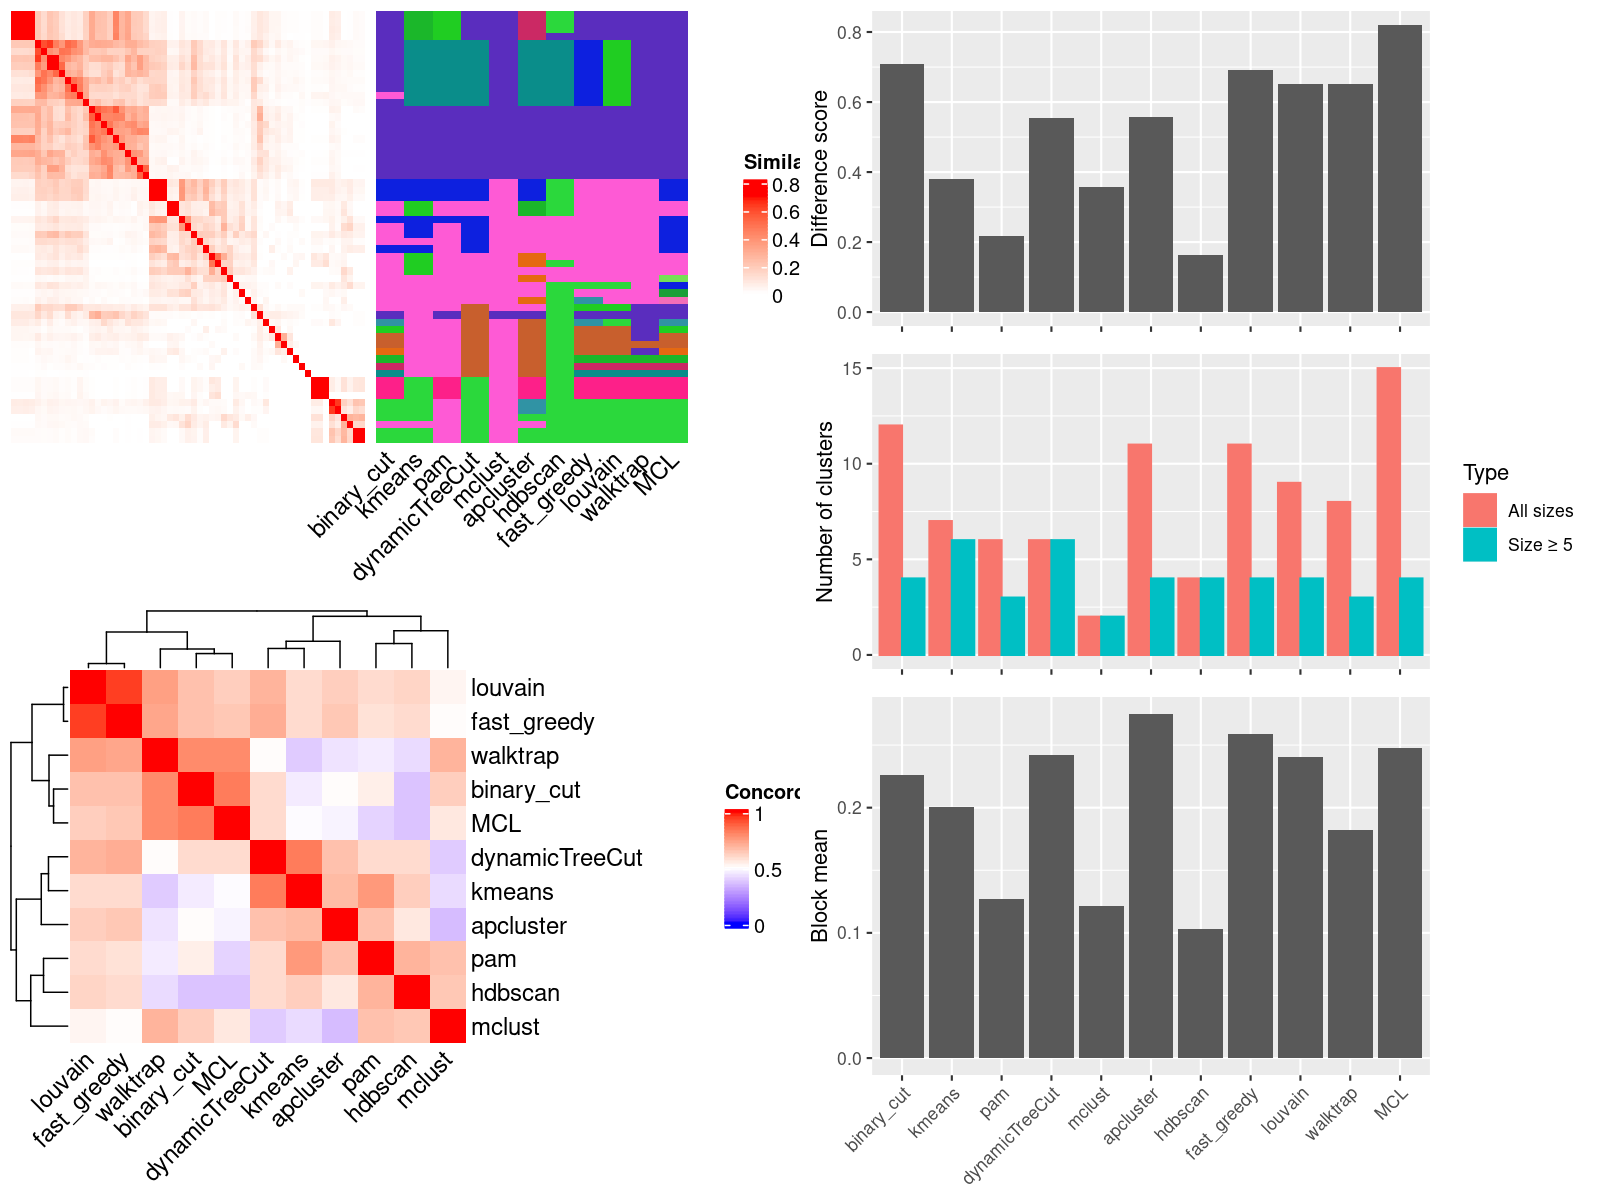 Simila
0.8
0.6
0.4
0.2
0
binary_cut
kmeans
pam
dynamicTreeCut
mclust
apcluster
hdbscan
fast_greedy
louvain
walktrap
MCL
Difference score
0.8
0.6
0.4
0.2
0.0
Number of clusters
15
10
5
0
Type
All sizes
Size ≥ 5
louvain
fast_greedy
walktrap
binary_cut
MCL
dynamicTreeCut
kmeans
apcluster
pam
hdbscan
mclust
louvain
fast_greedy
walktrap
binary_cut
MCL
dynamicTreeCut
kmeans
apcluster
pam
hdbscan
mclust
Concord
1
0.5
0
Block mean
0.2
0.1
0.0
binary_cut
kmeans
pam
dynamicTreeCut
mclust
apcluster
hdbscan
fast_greedy
louvain
walktrap
MCL